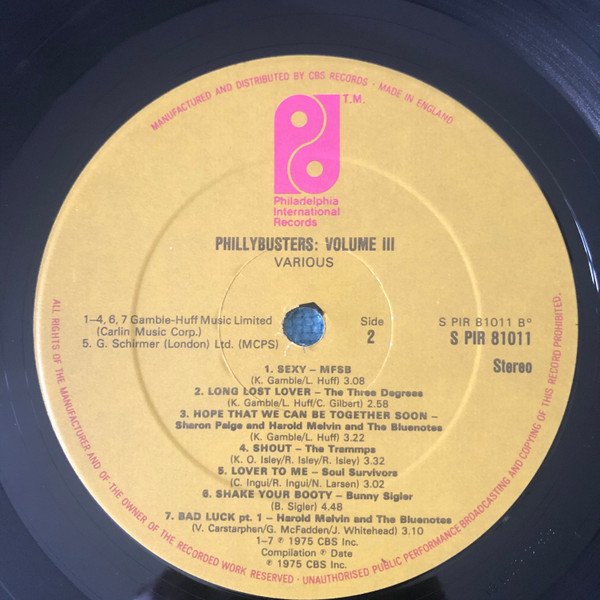 MANUFACTURED AND DISTRIBUTED BY CBS RECORDS · MADE IN ENGLAND
T.M.
Philadelphia
International
Records
PHILLYBUSTERS: VOLUME III
VARIOUS
1–4, 6, 7 Gamble-Huff Music Limited
(Carlin Music Corp.)
5. G. Schirmer (London) Ltd. (MCPS)
Side
2
S PIR 81011 B°
S PIR 81011
Stereo
1. SEXY – MFSB
(K. Gamble/L. Huff) 3.08
2. LONG LOST LOVER – The Three Degrees
(K. Gamble/L. Huff/C. Gilbert) 2.58
3. HOPE THAT WE CAN BE TOGETHER SOON –
Sharon Paige and Harold Melvin and The Bluenotes
(K. Gamble/L. Huff) 3.22
4. SHOUT – The Trammps
(K. O. Isley/R. Isley/R. Isley) 3.32
5. LOVER TO ME – Soul Survivors
(C. Ingui/R. Ingui/N. Larsen) 3.02
6. SHAKE YOUR BOOTY – Bunny Sigler
(B. Sigler) 4.48
7. BAD LUCK pt. 1 – Harold Melvin and The Bluenotes
(V. Carstarphen/G. McFadden/J. Whitehead) 3.10
1–7 ℗ 1975 CBS Inc.
Compilation ℗ Date
℗ 1975 CBS Inc.
ALL RIGHTS OF THE MANUFACTURER AND OF THE OWNER OF THE RECORDED WORK RESERVED · UNAUTHORISED PUBLIC PERFORMANCE BROADCASTING AND COPYING OF THIS RECORD PROHIBITED.